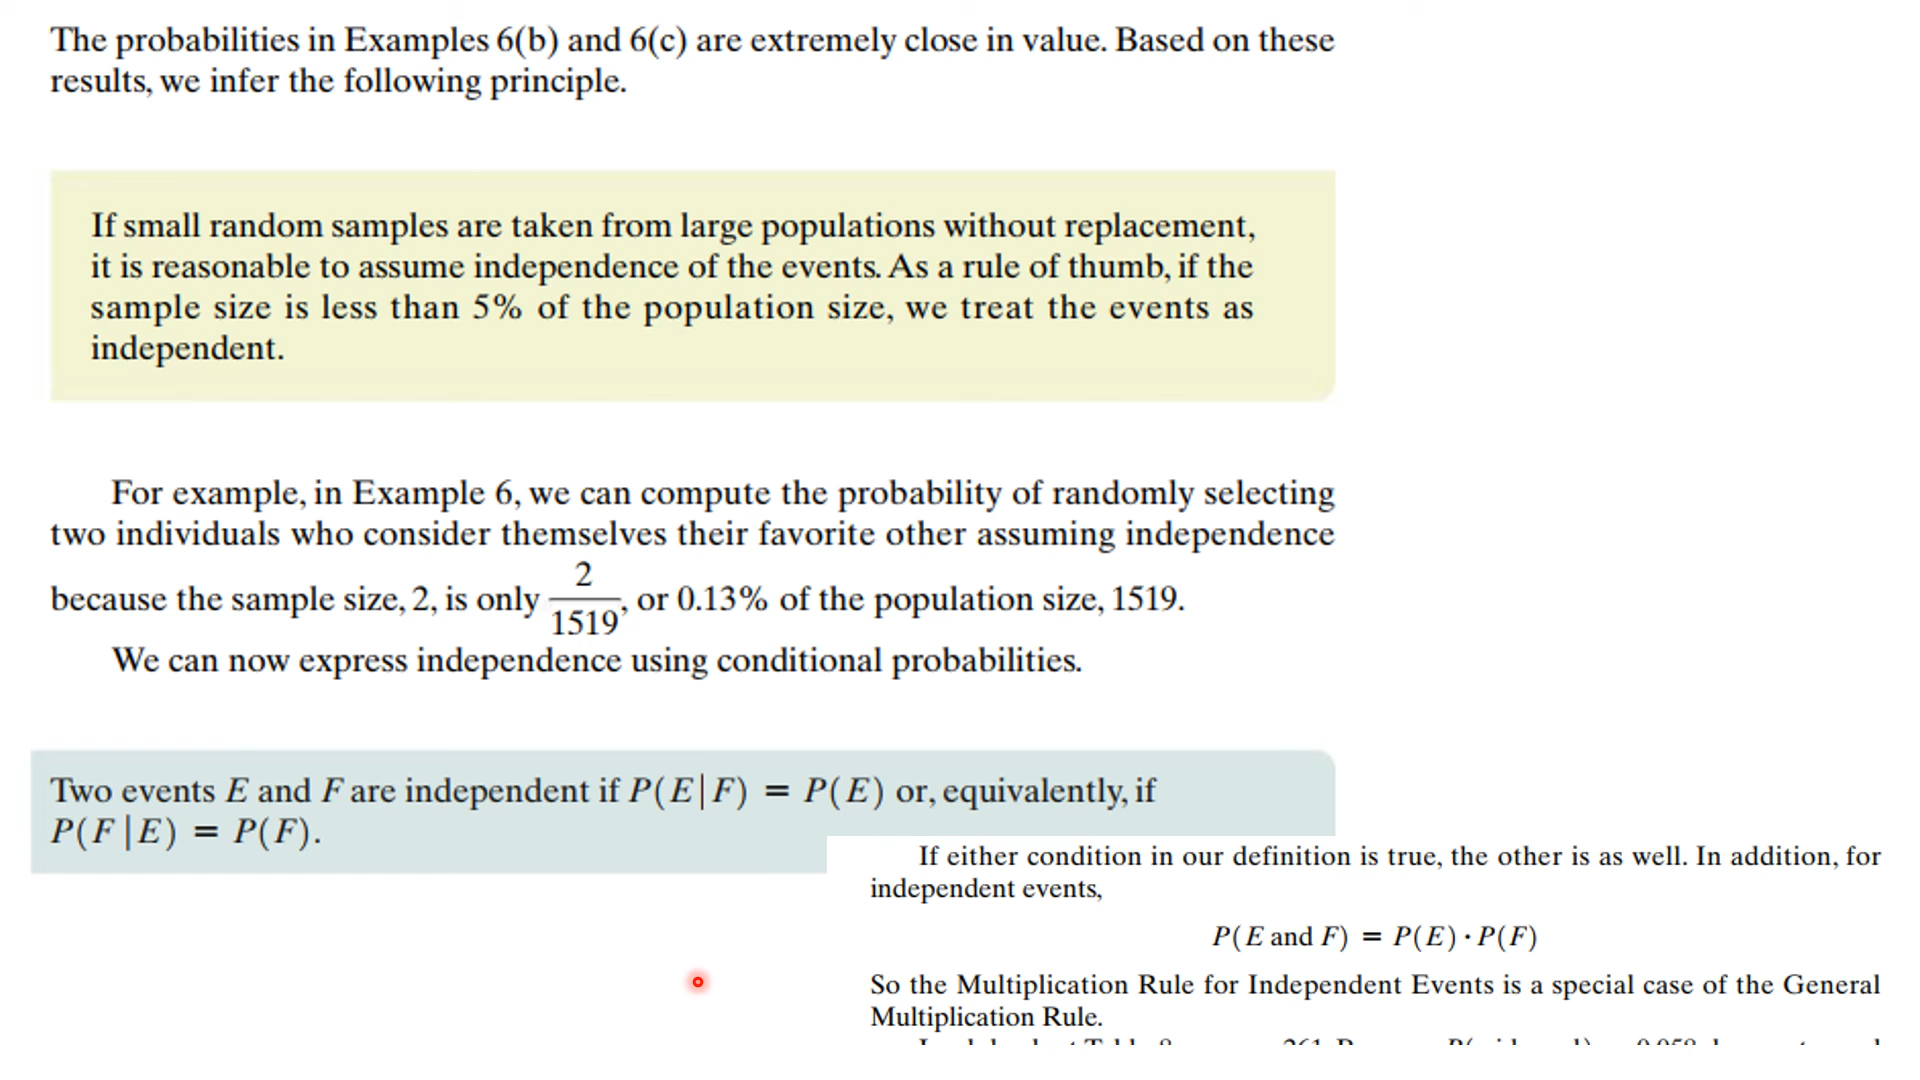 The probabilities in Examples 6(b) and 6(c) are extremely close in value. Based on these
results, we infer the following principle.
If small random samples are taken from large populations without replacement,
it is reasonable to assume independence of the events. As a rule of thumb, if the
sample size is less than 5% of the population size, we treat the events as
independent.
For example, in Example 6, we can compute the probability of randomly selecting
two individuals who consider themselves their favorite other assuming independence
because the sample size, 2, is only 2/1519, or 0.13% of the population size, 1519.
We can now express independence using conditional probabilities.
Two events E and F are independent if P(E|F) = P(E) or, equivalently, if
P(F|E) = P(F).
If either condition in our definition is true, the other is as well. In addition, for
independent events,
P(E and F) = P(E) · P(F)
So the Multiplication Rule for Independent Events is a special case of the General
Multiplication Rule.